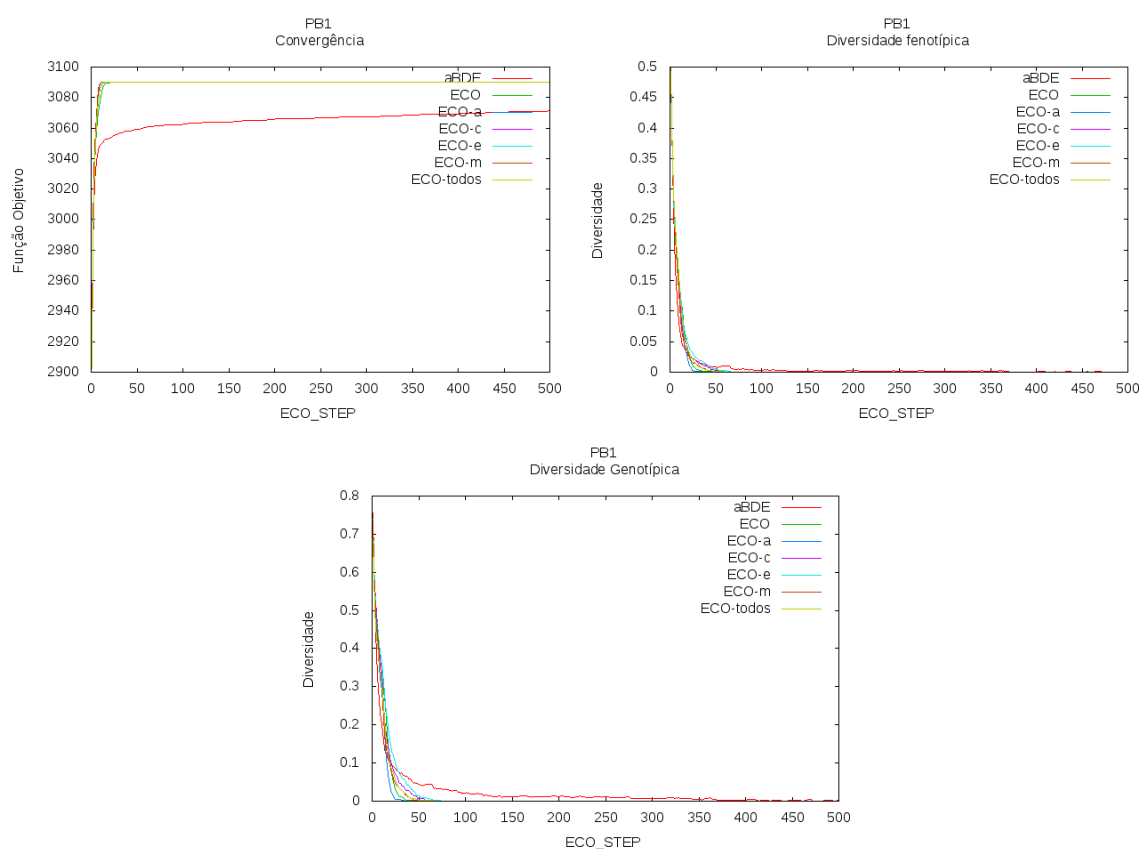 PB1
Convergência
3100
3080
3060
3040
3020
3000
2980
2960
2940
2920
2900
Função Objetivo
aBDE
ECO
ECO-a
ECO-c
ECO-e
ECO-m
ECO-todos
0 50 100 150 200 250 300 350 400 450 500
ECO_STEP
PB1
Diversidade fenotípica
0.5
0.45
0.4
0.35
0.3
0.25
0.2
0.15
0.1
0.05
0
Diversidade
aBDE
ECO
ECO-a
ECO-c
ECO-e
ECO-m
ECO-todos
0 50 100 150 200 250 300 350 400 450 500
ECO_STEP
PB1
Diversidade Genotípica
0.8
0.7
0.6
0.5
0.4
0.3
0.2
0.1
0
Diversidade
aBDE
ECO
ECO-a
ECO-c
ECO-e
ECO-m
ECO-todos
0 50 100 150 200 250 300 350 400 450 500
ECO_STEP